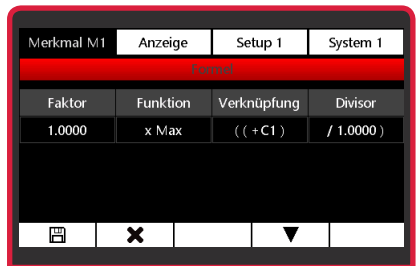 Merkmal M1 Anzeige Setup 1 System 1
Formel
Faktor Funktion Verknüpfung Divisor
1.0000 x Max ( ( + C1 ) / 1.0000 )